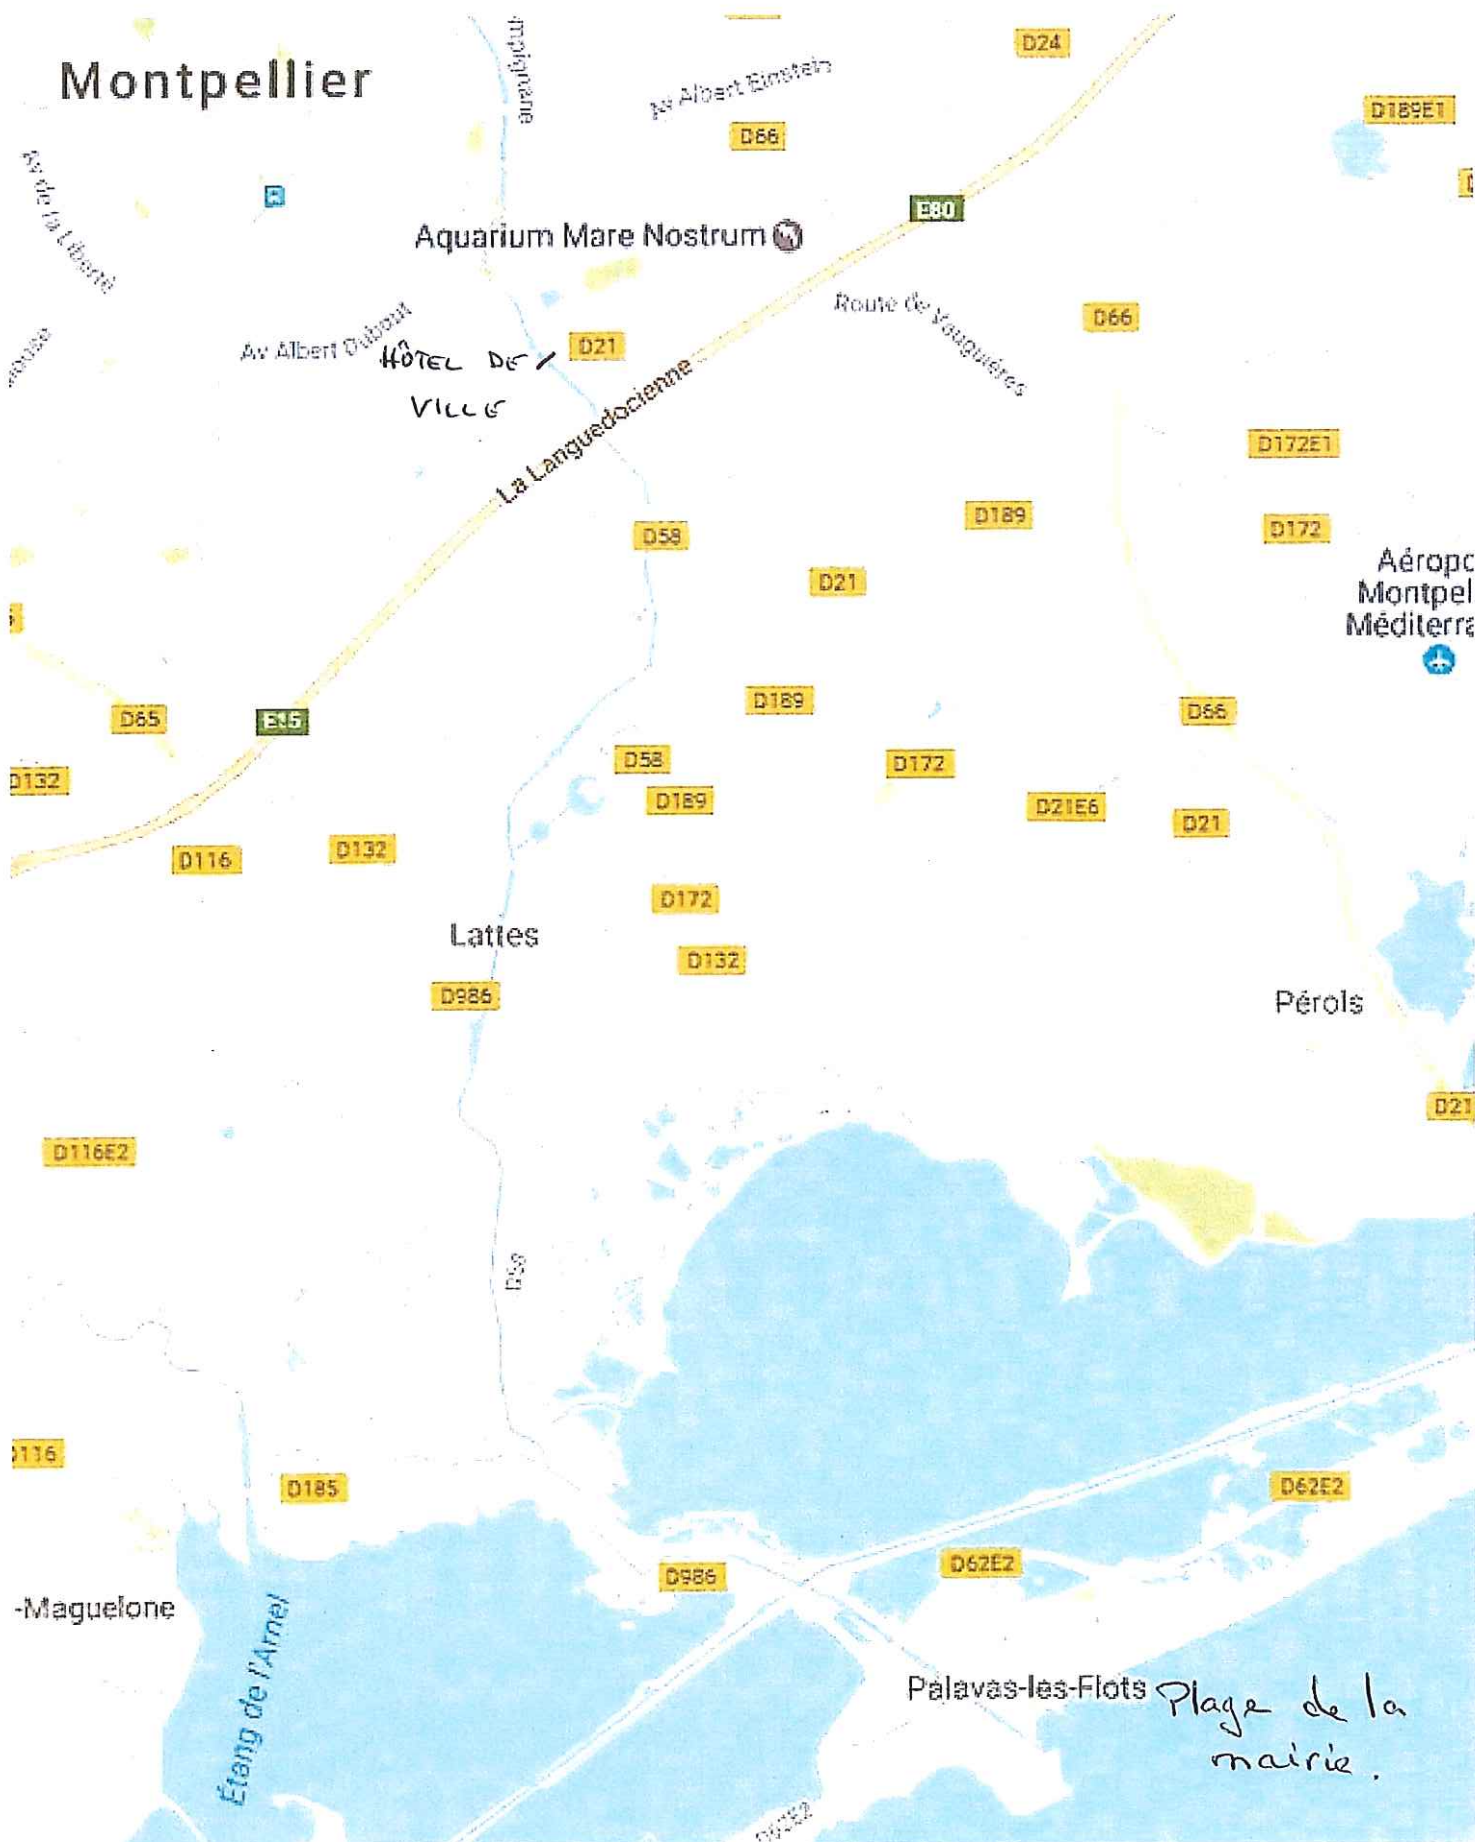 D24
Montpellier
Av Albert Einstein
D189E1
D66
Av de la Liberté
E80
Aquarium Mare Nostrum
Route de Vauguières
D66
Av Albert Dubout
D21
HÔTEL DE
VILLE
La Languedocienne
D172E1
D189
D172
D58
Aéropo
Montpel
Méditerra
D21
D189
D66
D65
D58
D172
D132
D189
D21E6
D21
D116
D132
D172
Lattes
D132
D986
Pérols
D21
D116E2
D58
D116
D185
D62E2
D62E2
D986
-Maguelone
Étang de l'Arnel
Palavas-les-Flots
Plage de la
mairie.
D62E2